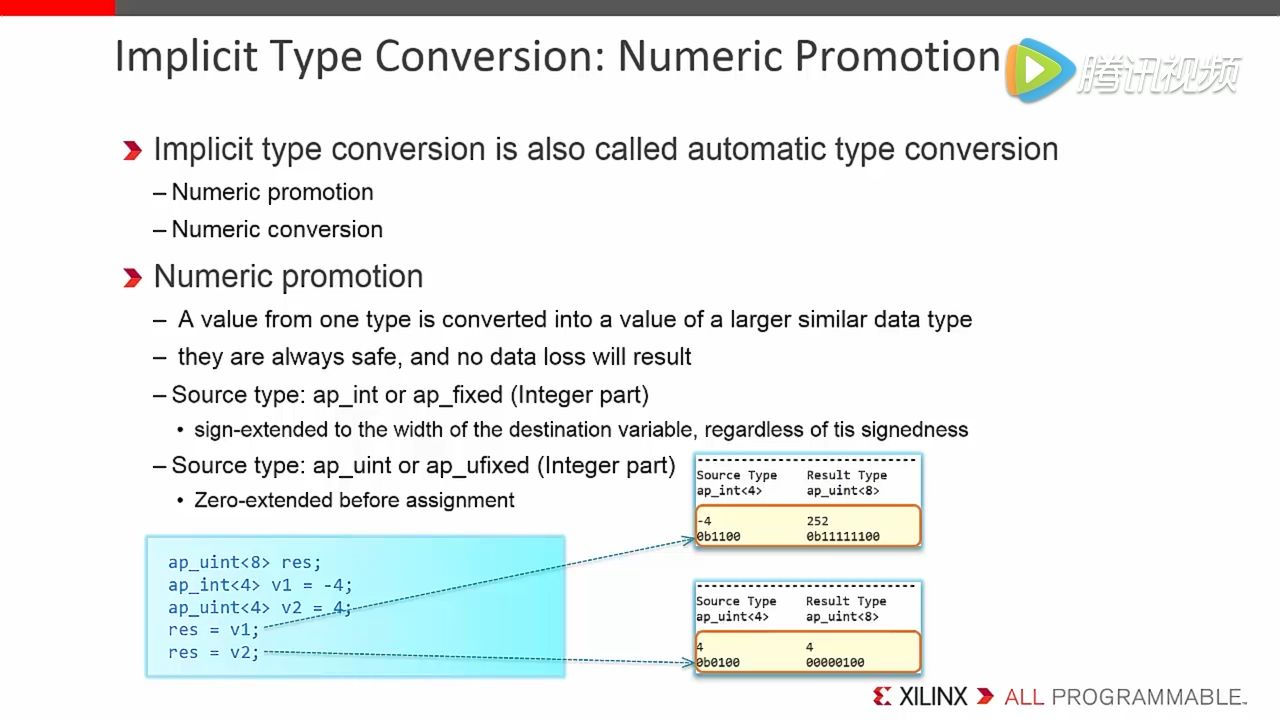 Implicit Type Conversion: Numeric Promotion
腾讯视频
Implicit type conversion is also called automatic type conversion
– Numeric promotion
– Numeric conversion
Numeric promotion
– A value from one type is converted into a value of a larger similar data type
– they are always safe, and no data loss will result
– Source type: ap_int or ap_fixed (Integer part)
• sign-extended to the width of the destination variable, regardless of tis signedness
– Source type: ap_uint or ap_ufixed (Integer part)
• Zero-extended before assignment
ap_uint<8> res;
ap_int<4> v1 = -4;
ap_uint<4> v2 = 4;
res = v1;
res = v2;
Source Type Result Type
ap_int<4> ap_uint<8>
-4 252
0b1100 0b11111100
Source Type Result Type
ap_uint<4> ap_uint<8>
4 4
0b0100 00000100
XILINX ALL PROGRAMMABLE™